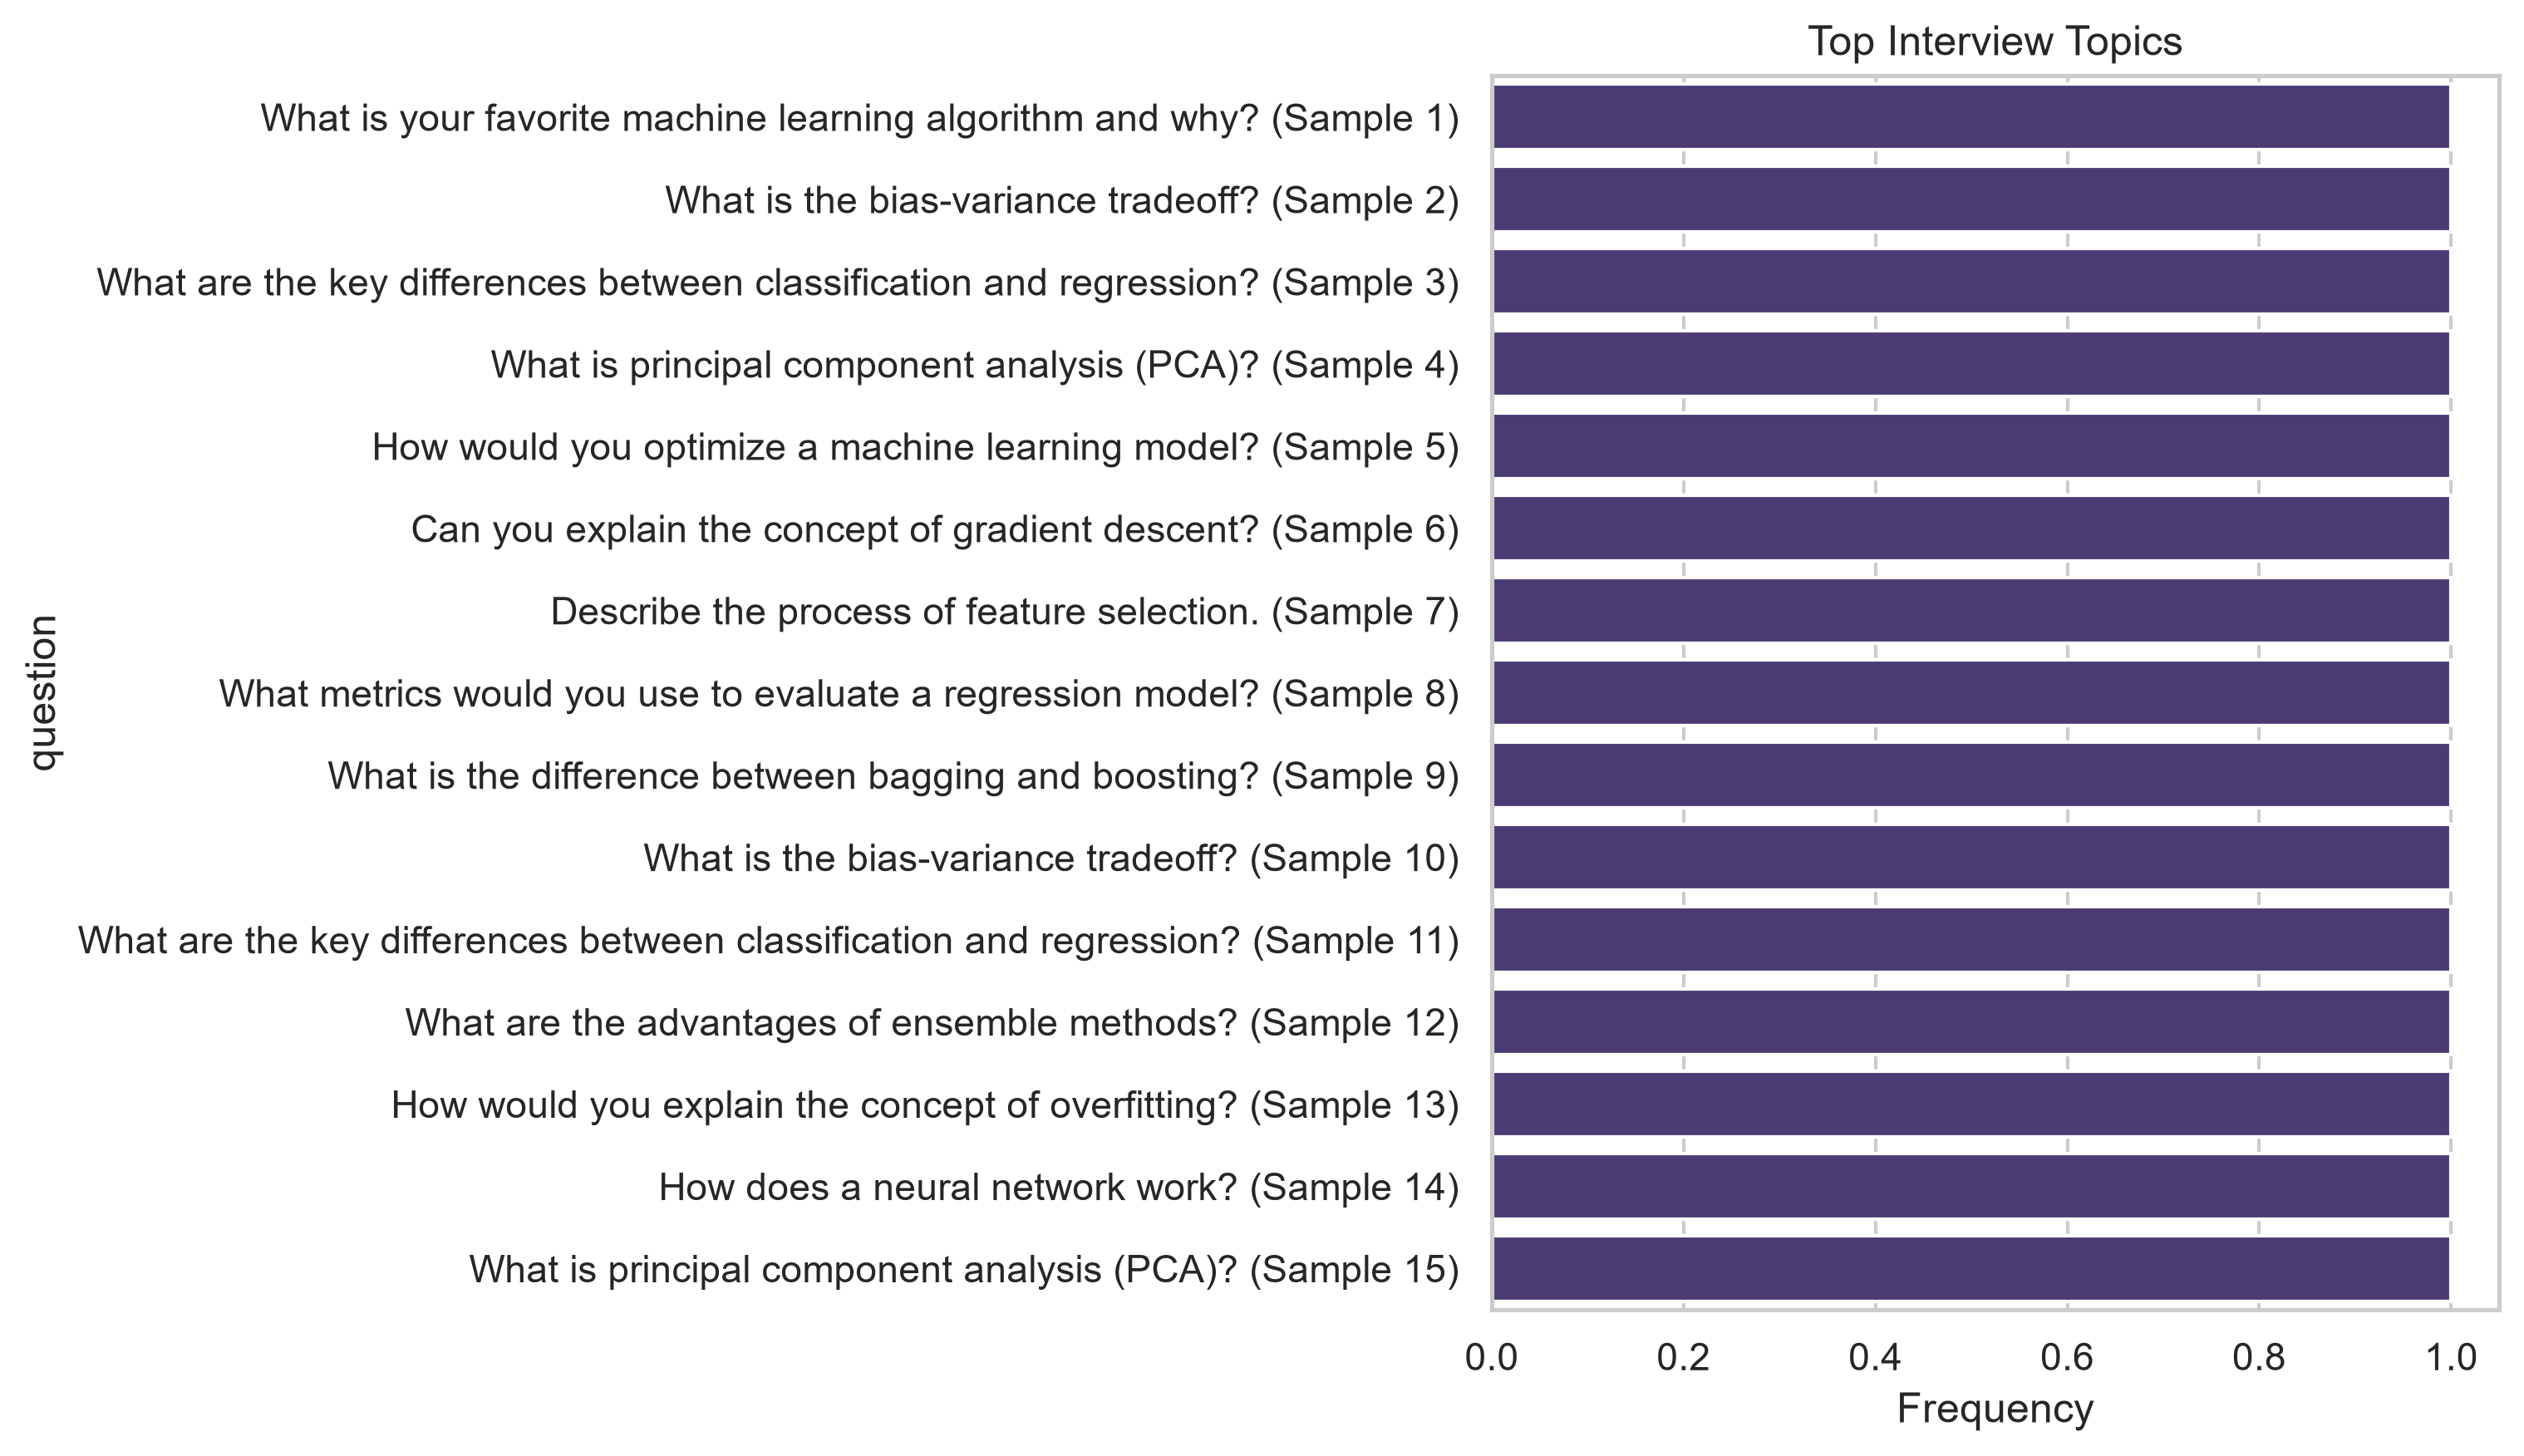 Top Interview Topics
What is your favorite machine learning algorithm and why? (Sample 1)
What is the bias-variance tradeoff? (Sample 2)
What are the key differences between classification and regression? (Sample 3)
What is principal component analysis (PCA)? (Sample 4)
How would you optimize a machine learning model? (Sample 5)
Can you explain the concept of gradient descent? (Sample 6)
Describe the process of feature selection. (Sample 7)
What metrics would you use to evaluate a regression model? (Sample 8)
What is the difference between bagging and boosting? (Sample 9)
What is the bias-variance tradeoff? (Sample 10)
What are the key differences between classification and regression? (Sample 11)
What are the advantages of ensemble methods? (Sample 12)
How would you explain the concept of overfitting? (Sample 13)
How does a neural network work? (Sample 14)
What is principal component analysis (PCA)? (Sample 15)
question
0.0 0.2 0.4 0.6 0.8 1.0
Frequency